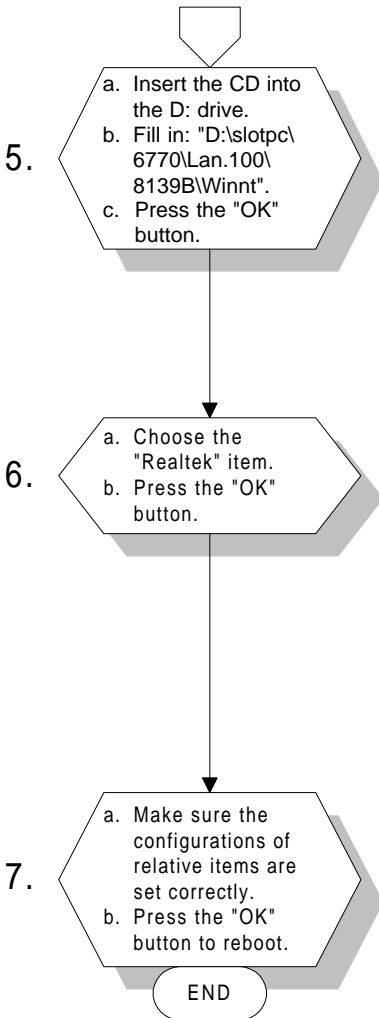 5.
a. Insert the CD into
the D: drive.
b. Fill in: "D:\slotpc\
6770\Lan.100\
8139B\Winnt".
c. Press the "OK"
button.
6.
a. Choose the
"Realtek" item.
b. Press the "OK"
button.
7.
a. Make sure the
configurations of
relative items are
set correctly.
b. Press the "OK"
button to reboot.
END